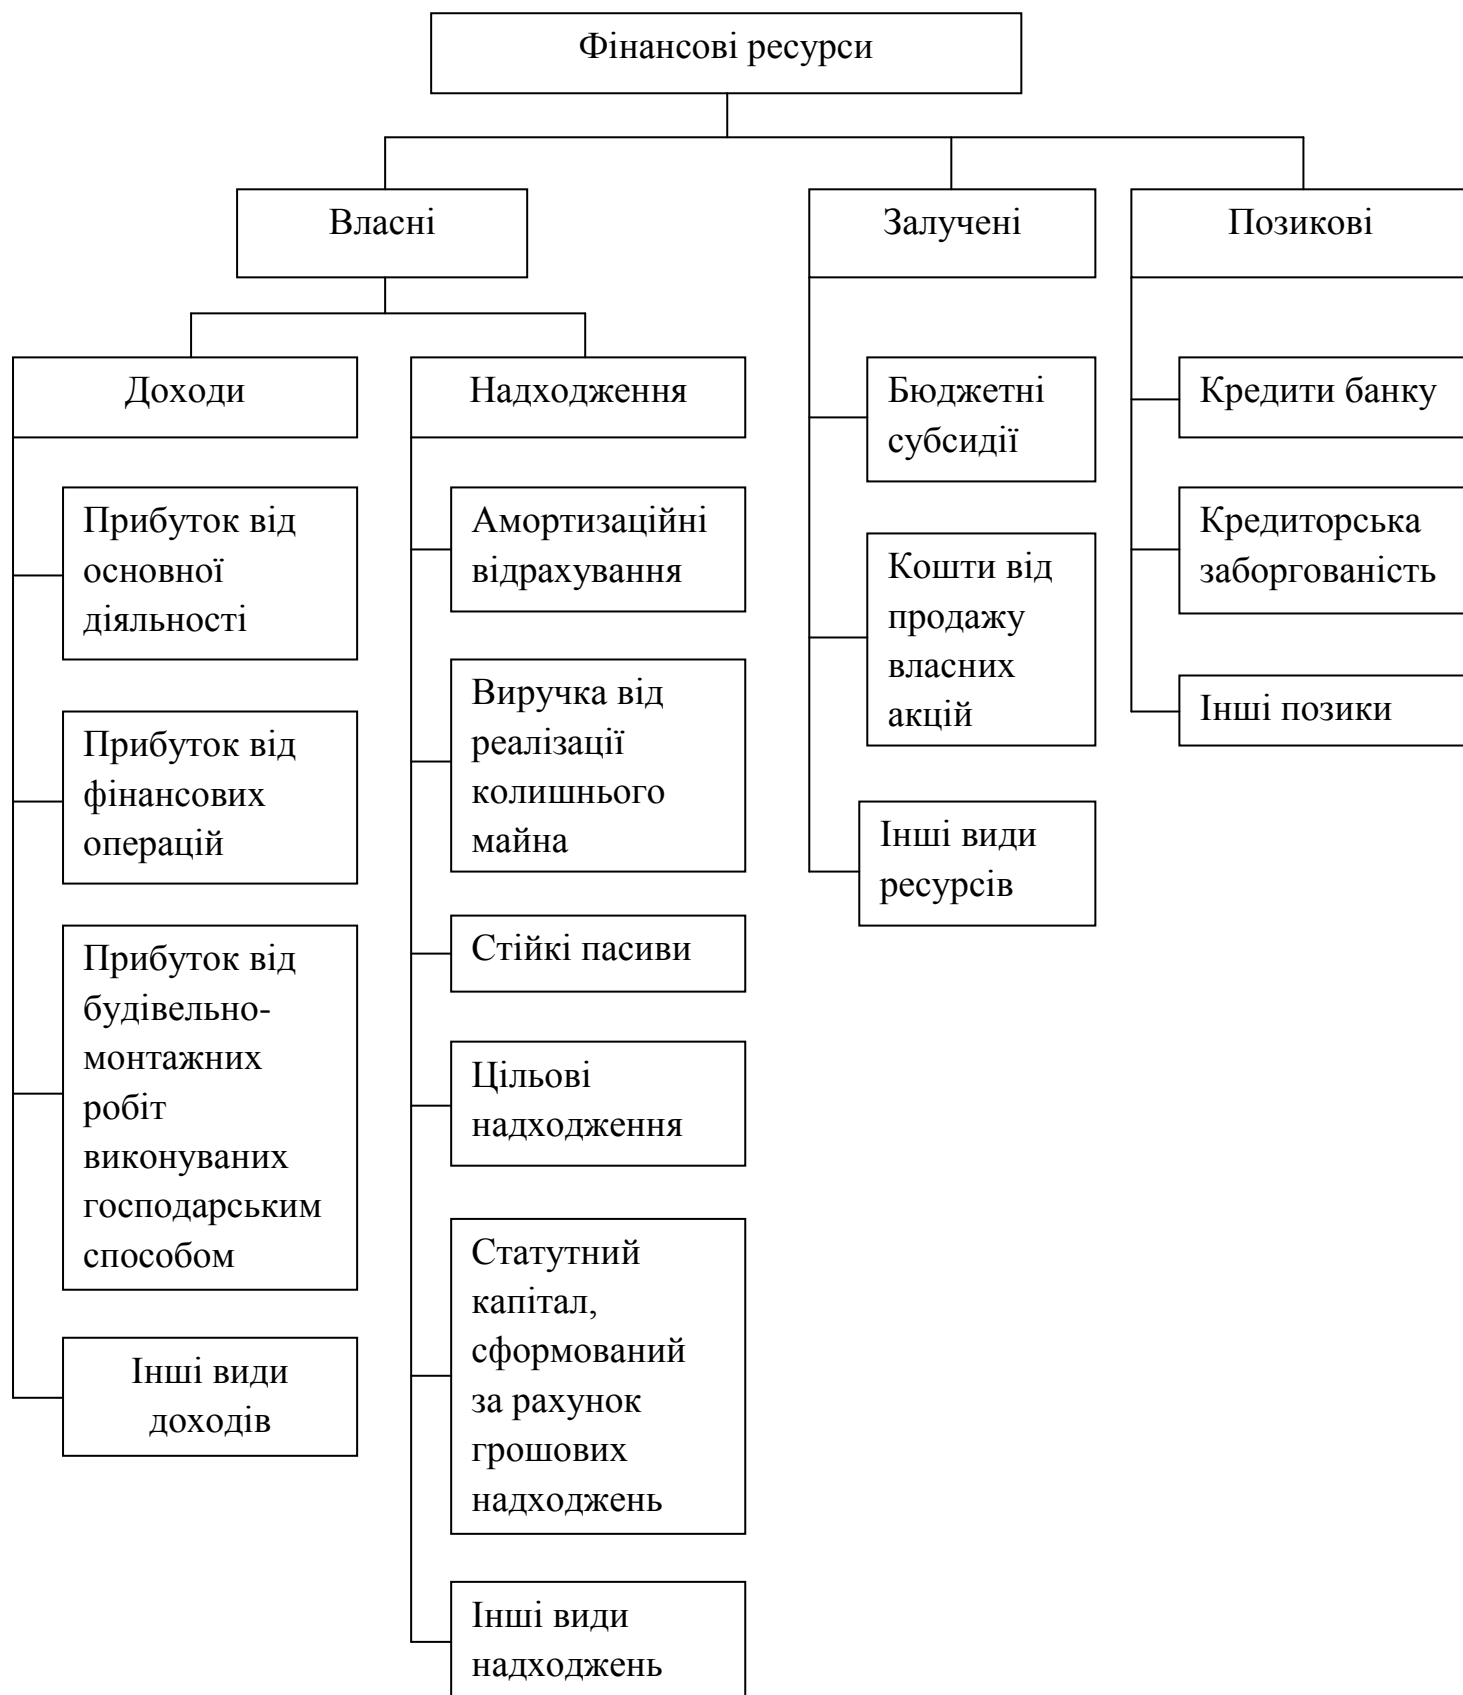 Фінансові ресурси
Власні
Залучені
Позикові
Доходи
Надходження
Прибуток від
основної
діяльності
Прибуток від
фінансових
операцій
Прибуток від
будівельно-
монтажних
робіт
виконуваних
господарським
способом
Інші види
доходів
Амортизаційні
відрахування
Виручка від
реалізації
колишнього
майна
Стійкі пасиви
Цільові
надходження
Статутний
капітал,
сформований
за рахунок
грошових
надходжень
Інші види
надходжень
Бюджетні
субсидії
Кошти від
продажу
власних
акцій
Інші види
ресурсів
Кредити банку
Кредиторська
заборгованість
Інші позики